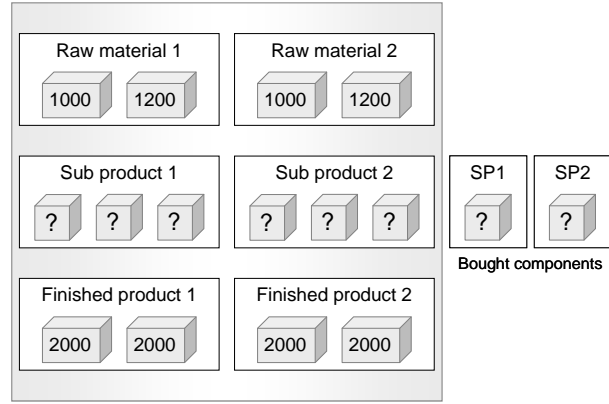 Raw material 1 Raw material 2
1000 1200 1000 1200
Sub product 1 Sub product 2 SP1 SP2
? ? ? ? ? ? ? ?
Bought components
Finished product 1 Finished product 2
2000 2000 2000 2000